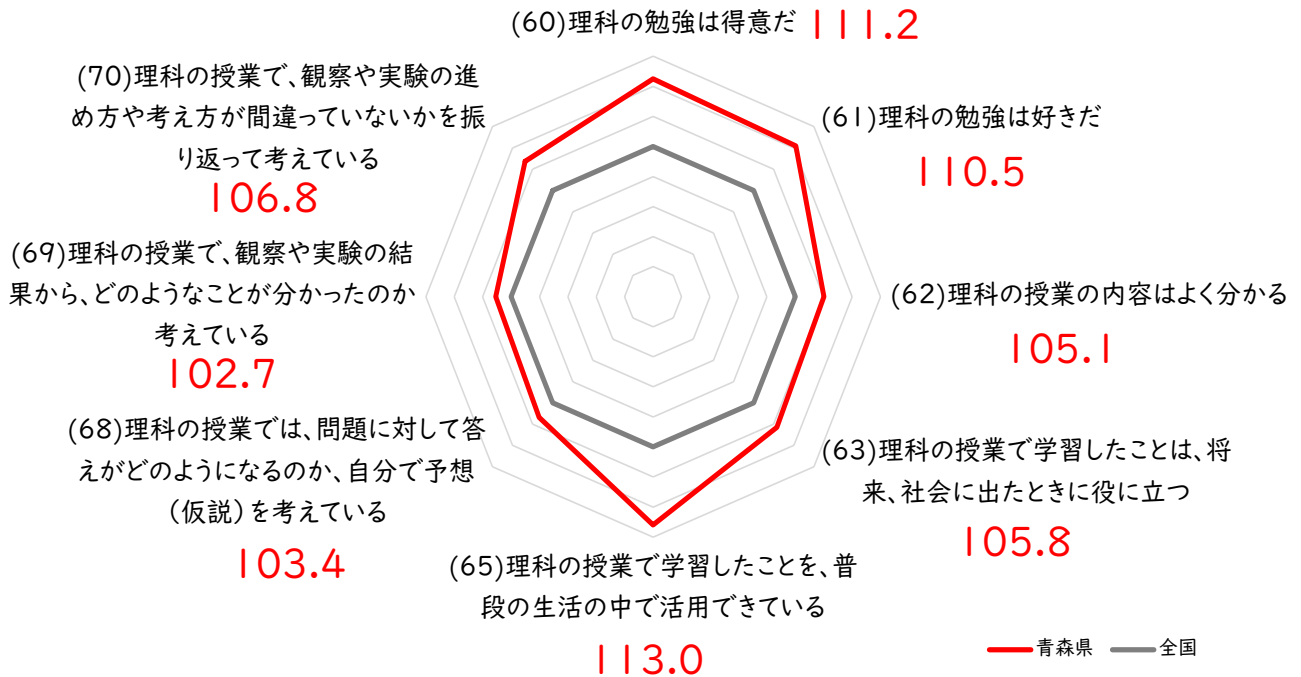 (60)理科の勉強は得意だ 111.2
(61)理科の勉強は好きだ
110.5
(62)理科の授業の内容はよく分かる
105.1
(63)理科の授業で学習したことは、将
来、社会に出たときに役に立つ
105.8
(65)理科の授業で学習したことを、普
段の生活の中で活用できている
113.0
(68)理科の授業では、問題に対して答
えがどのようになるのか、自分で予想
（仮説）を考えている
103.4
(69)理科の授業で、観察や実験の結
果から、どのようなことが分かったのか
考えている
102.7
(70)理科の授業で、観察や実験の進
め方や考え方が間違っていないかを振
り返って考えている
106.8
青森県 全国